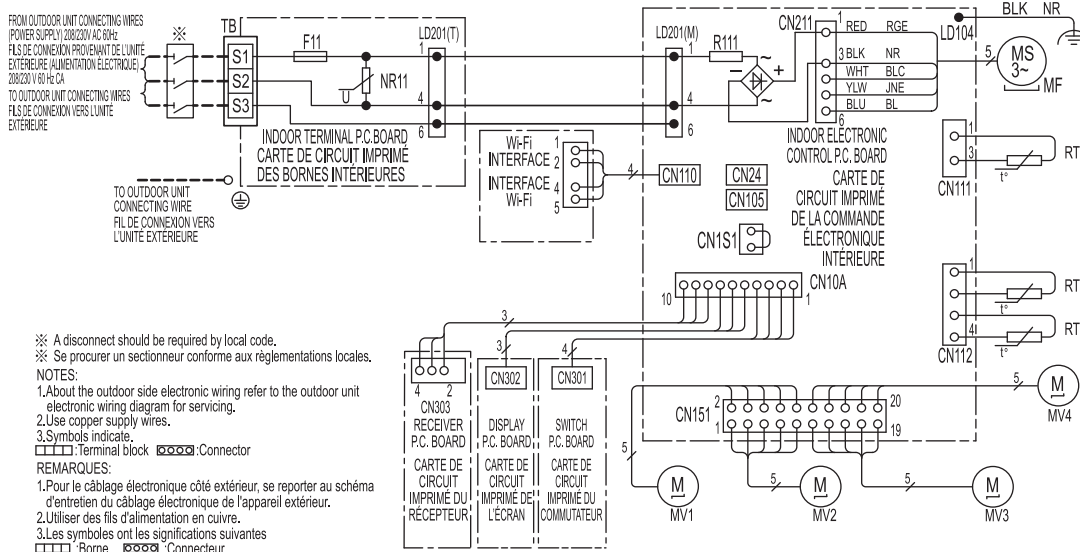 FROM OUTDOOR UNIT CONNECTING WIRES
(POWER SUPPLY) 208/230V AC 60Hz
FILS DE CONNEXION PROVENANT DE L'UNITÉ
EXTÉRIEURE (ALIMENTATION ÉLECTRIQUE)
208/230 V 60 Hz CA
TO OUTDOOR UNIT CONNECTING WIRES
FILS DE CONNEXION VERS L'UNITÉ
EXTÉRIEURE
※
TB
S1
S2
S3
F11
NR11
U
LD201(T)
1
4
6
INDOOR TERMINAL P.C.BOARD
CARTE DE CIRCUIT IMPRIMÉ
DES BORNES INTÉRIEURES
TO OUTDOOR UNIT
CONNECTING WIRE
FIL DE CONNEXION VERS
L'UNITÉ EXTÉRIEURE
Wi-Fi
INTERFACE
INTERFACE
Wi-Fi
1
2
4
5
4
CN110
LD201(M)
1
4
6
R111
− +
~
~
CN211
1
3
6
RED RGE
BLK NR
WHT BLC
YLW JNE
BLU BL
LD104
BLK NR
5
MS
3~
MF
INDOOR ELECTRONIC
CONTROL P.C. BOARD
CARTE DE
CIRCUIT IMPRIMÉ
DE LA COMMANDE
ÉLECTRONIQUE
INTÉRIEURE
CN24
CN105
CN1S1
CN10A
10
1
CN111
1
3
t°
RT
CN112
1
4
t°
RT
t°
RT
※ A disconnect should be required by local code.
※ Se procurer un sectionneur conforme aux règlementations locales.
NOTES:
1.About the outdoor side electronic wiring refer to the outdoor unit
electronic wiring diagram for servicing.
2.Use copper supply wires.
3.Symbols indicate.
:Terminal block :Connector
REMARQUES:
1.Pour le câblage électronique côté extérieur, se reporter au schéma
d'entretien du câblage électronique de l'appareil extérieur.
2.Utiliser des fils d'alimentation en cuivre.
3.Les symboles ont les significations suivantes
:Borne :Connecteur
3
3
4
4 2
CN303
RECEIVER
P.C. BOARD
CARTE DE
CIRCUIT
IMPRIMÉ DU
RÉCEPTEUR
CN302
DISPLAY
P.C. BOARD
CARTE DE
CIRCUIT
IMPRIMÉ DE
L'ÉCRAN
CN301
SWITCH
P.C. BOARD
CARTE DE
CIRCUIT
IMPRIMÉ DU
COMMUTATEUR
CN151
2
1
20
19
5
M
MV1
5
M
MV2
5
M
MV3
5
M
MV4